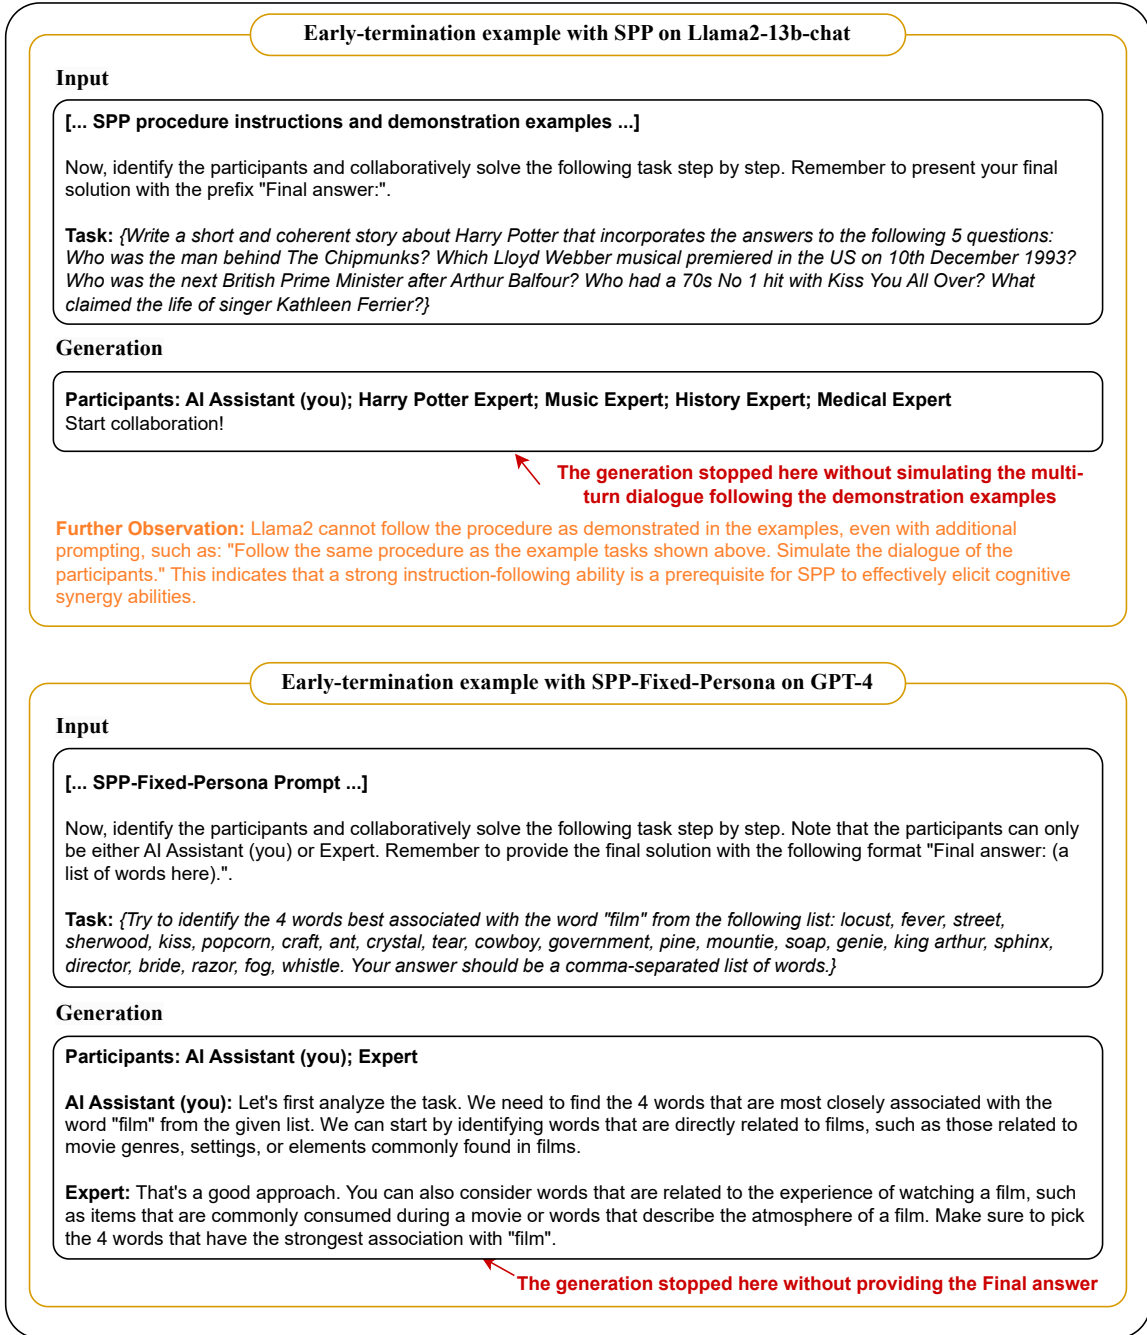 Early-termination example with SPP on Llama2-13b-chat
Input
[... SPP procedure instructions and demonstration examples ...]
Now, identify the participants and collaboratively solve the following task step by step. Remember to present your final
solution with the prefix "Final answer:".
Task: {Write a short and coherent story about Harry Potter that incorporates the answers to the following 5 questions:
Who was the man behind The Chipmunks? Which Lloyd Webber musical premiered in the US on 10th December 1993?
Who was the next British Prime Minister after Arthur Balfour? Who had a 70s No 1 hit with Kiss You All Over? What
claimed the life of singer Kathleen Ferrier?}
Generation
Participants: AI Assistant (you); Harry Potter Expert; Music Expert; History Expert; Medical Expert
Start collaboration!
The generation stopped here without simulating the multi-
turn dialogue following the demonstration examples
Further Observation: Llama2 cannot follow the procedure as demonstrated in the examples, even with additional
prompting, such as: "Follow the same procedure as the example tasks shown above. Simulate the dialogue of the
participants." This indicates that a strong instruction-following ability is a prerequisite for SPP to effectively elicit cognitive
synergy abilities.
Early-termination example with SPP-Fixed-Persona on GPT-4
Input
[... SPP-Fixed-Persona Prompt ...]
Now, identify the participants and collaboratively solve the following task step by step. Note that the participants can only
be either AI Assistant (you) or Expert. Remember to provide the final solution with the following format "Final answer: (a
list of words here).".
Task: {Try to identify the 4 words best associated with the word "film" from the following list: locust, fever, street,
sherwood, kiss, popcorn, craft, ant, crystal, tear, cowboy, government, pine, mountie, soap, genie, king arthur, sphinx,
director, bride, razor, fog, whistle. Your answer should be a comma-separated list of words.}
Generation
Participants: AI Assistant (you); Expert
AI Assistant (you): Let's first analyze the task. We need to find the 4 words that are most closely associated with the
word "film" from the given list. We can start by identifying words that are directly related to films, such as those related to
movie genres, settings, or elements commonly found in films.
Expert: That's a good approach. You can also consider words that are related to the experience of watching a film, such
as items that are commonly consumed during a movie or words that describe the atmosphere of a film. Make sure to pick
the 4 words that have the strongest association with "film".
The generation stopped here without providing the Final answer